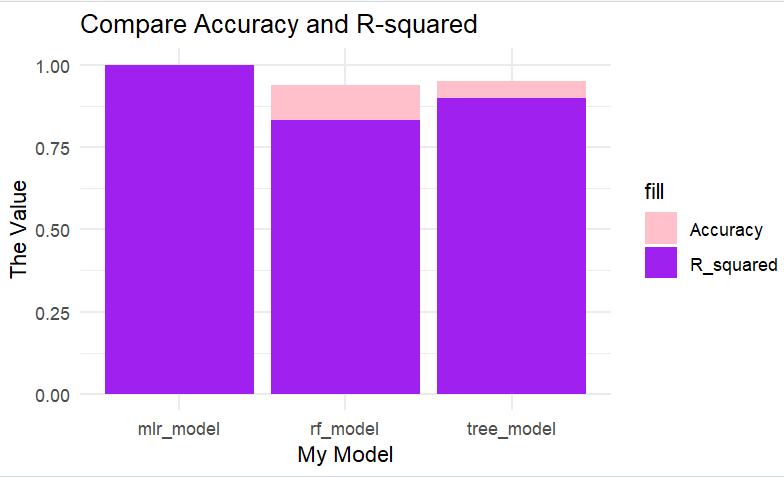 Compare Accuracy and R-squared
The Value
1.00
0.75
0.50
0.25
0.00
mlr_model rf_model tree_model
My Model
fill
Accuracy
R_squared